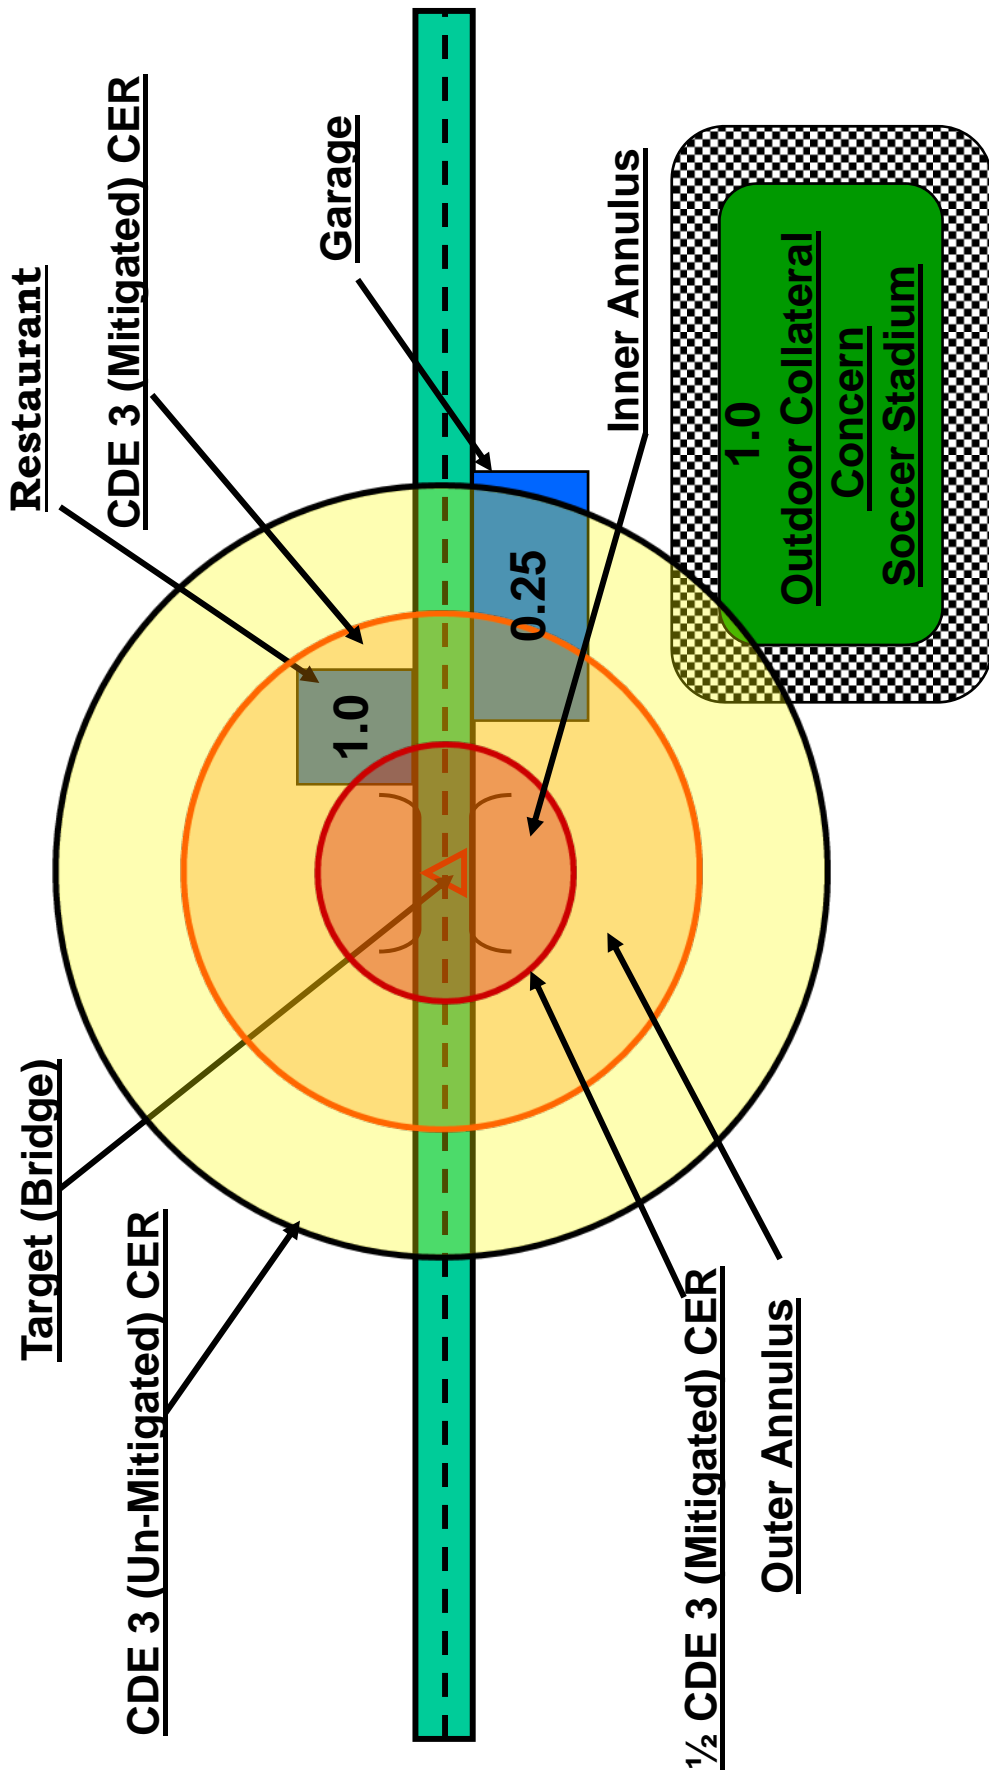 Restaurant
CDE 3 (Mitigated) CER
Garage
Inner Annulus
Target (Bridge)
CDE 3 (Un-Mitigated) CER
1.0
0.25
1.0
Outdoor Collateral
Concern
Soccer Stadium
½ CDE 3 (Mitigated) CER
Outer Annulus